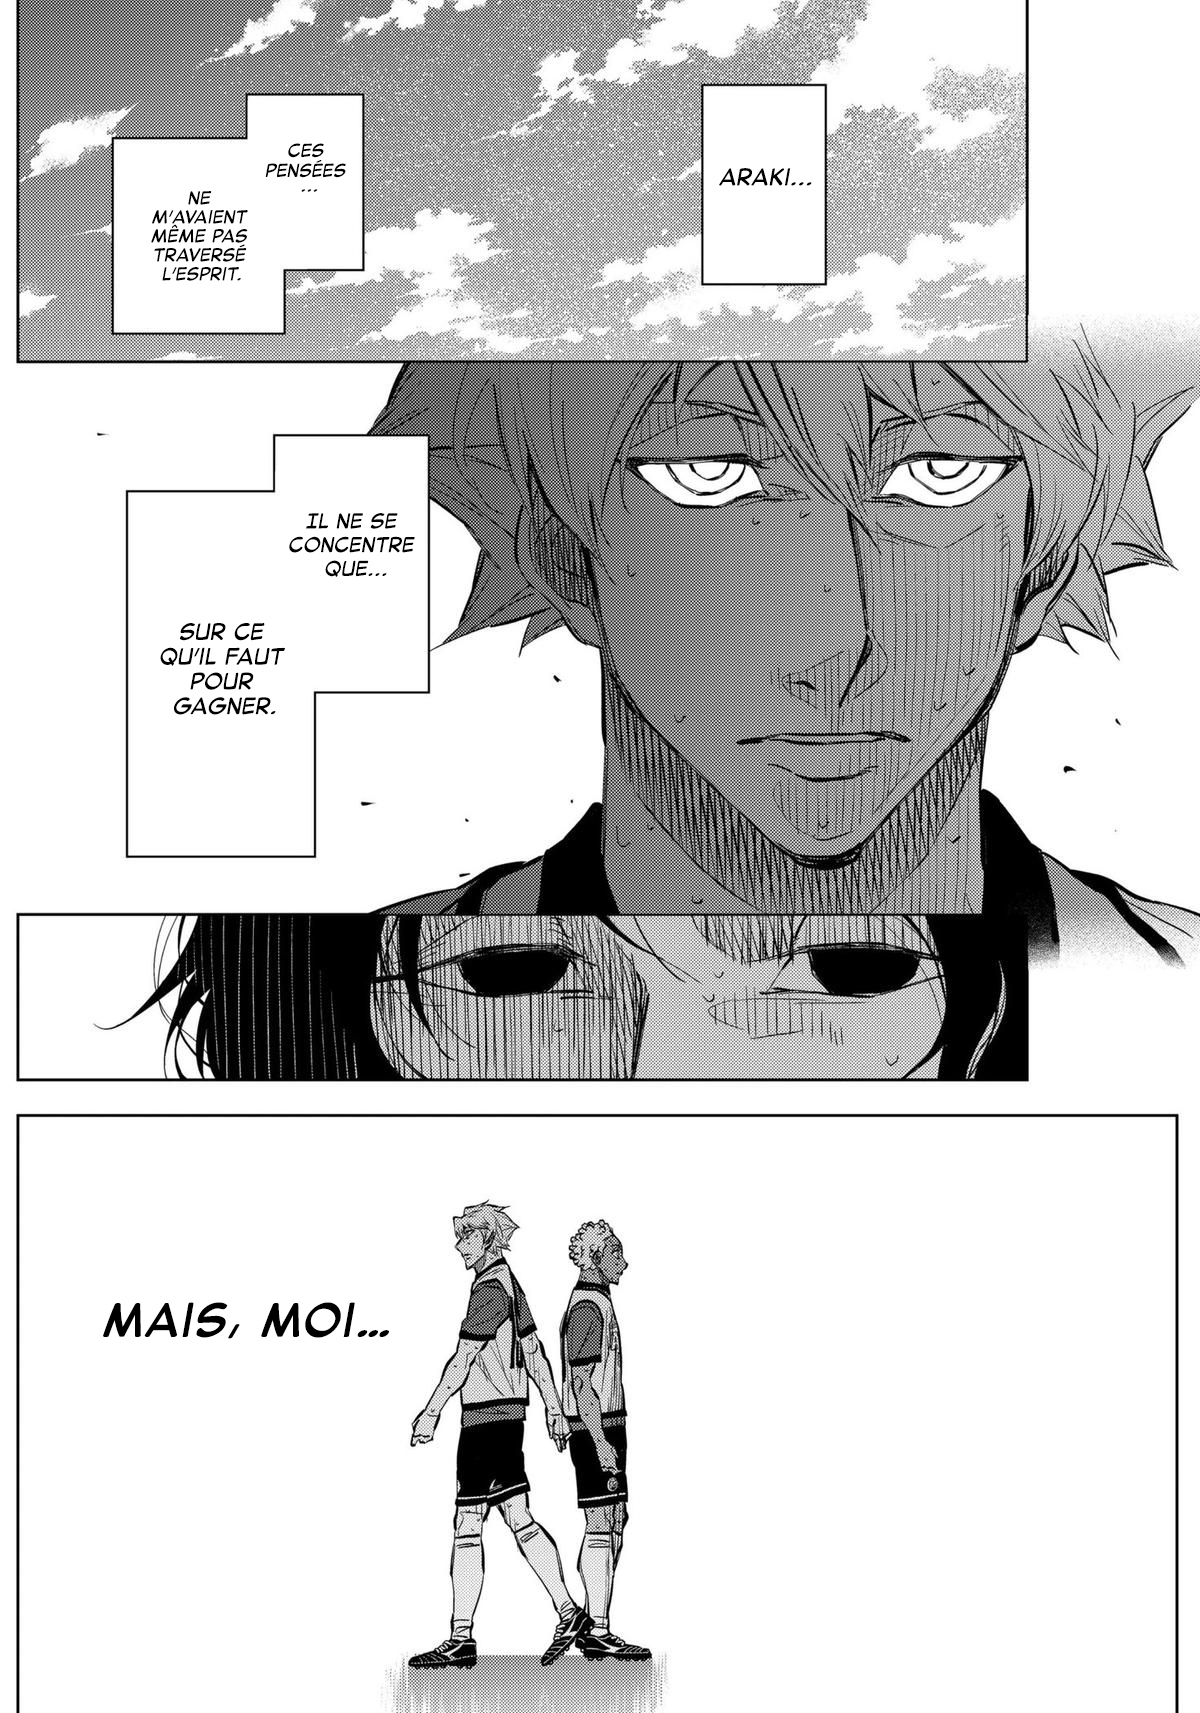 ARAKI...
CES
PENSÉES
...
NE
M'AVAIENT
MÊME PAS
TRAVERSÉ
L'ESPRIT.
IL NE SE
CONCENTRE
QUE...
SUR CE
QU'IL FAUT
POUR
GAGNER.
MAIS, MOI...